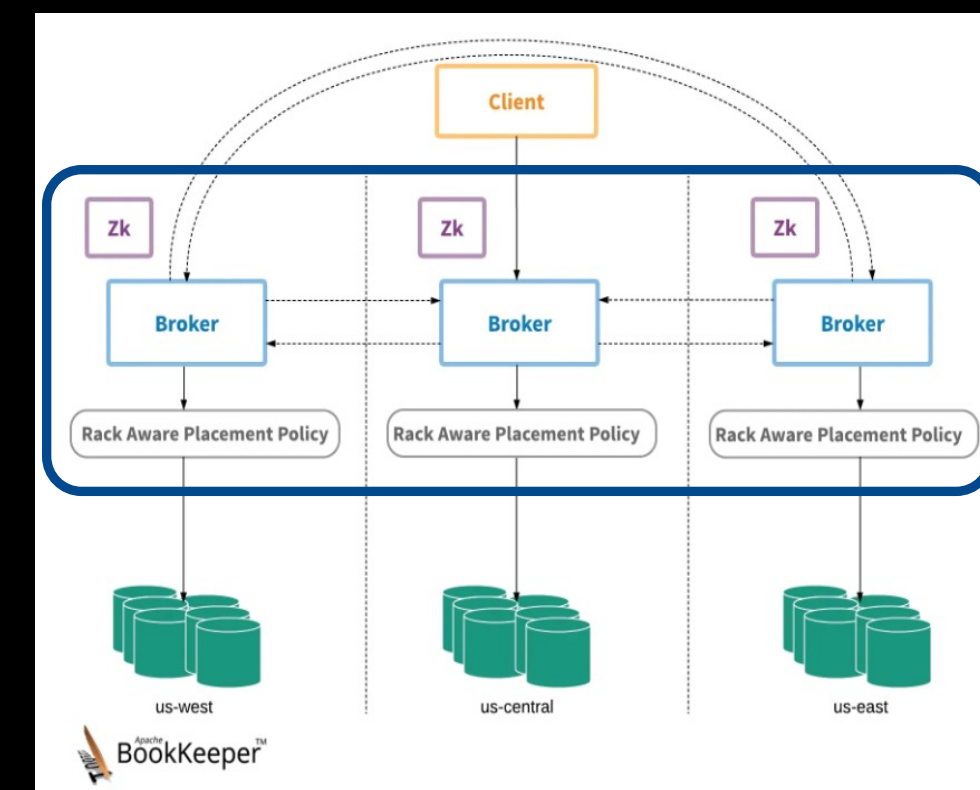 Client
Zk Zk Zk
Broker Broker Broker
Rack Aware Placement Policy Rack Aware Placement Policy Rack Aware Placement Policy
us-west us-central us-east
Apache
BookKeeper™